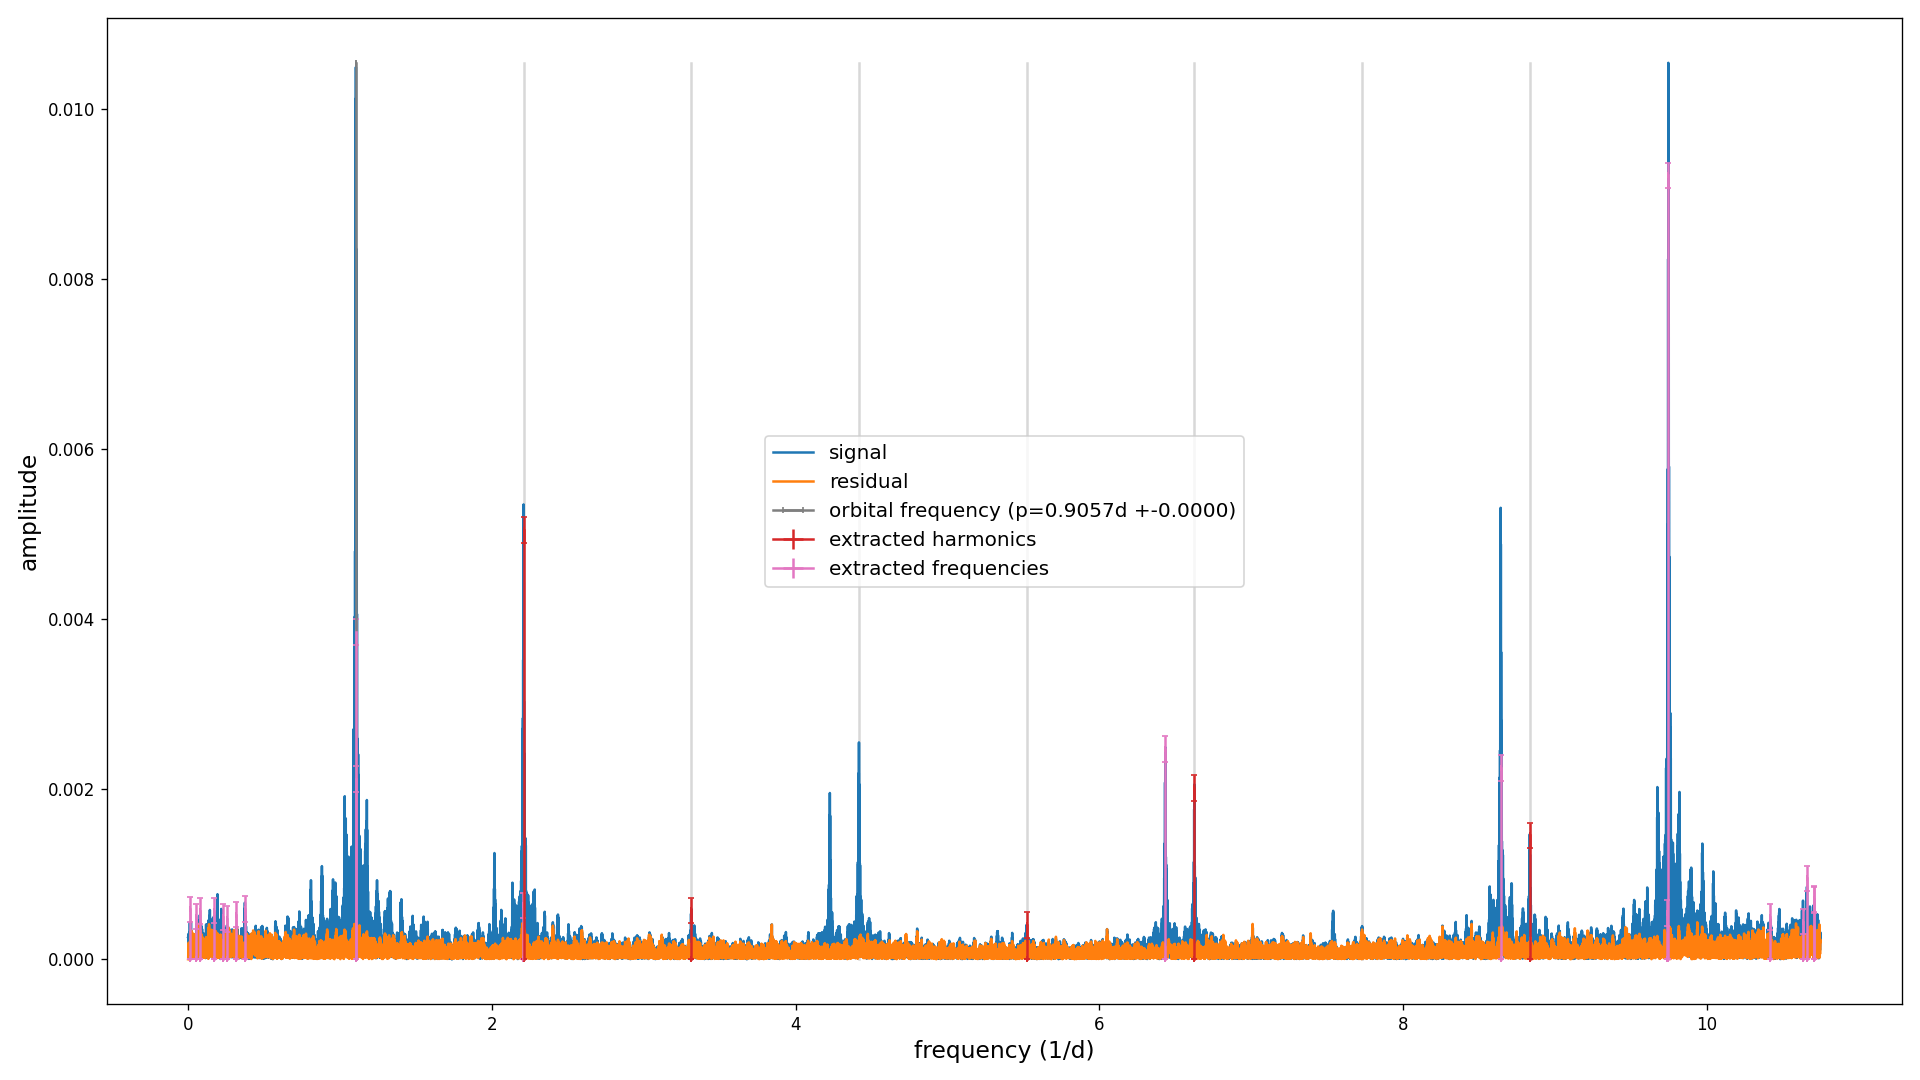 0.010
0.008
0.006
0.004
0.002
0.000
amplitude
signal
residual
orbital frequency (p=0.9057d +-0.0000)
extracted harmonics
extracted frequencies
0 2 4 6 8 10
frequency (1/d)